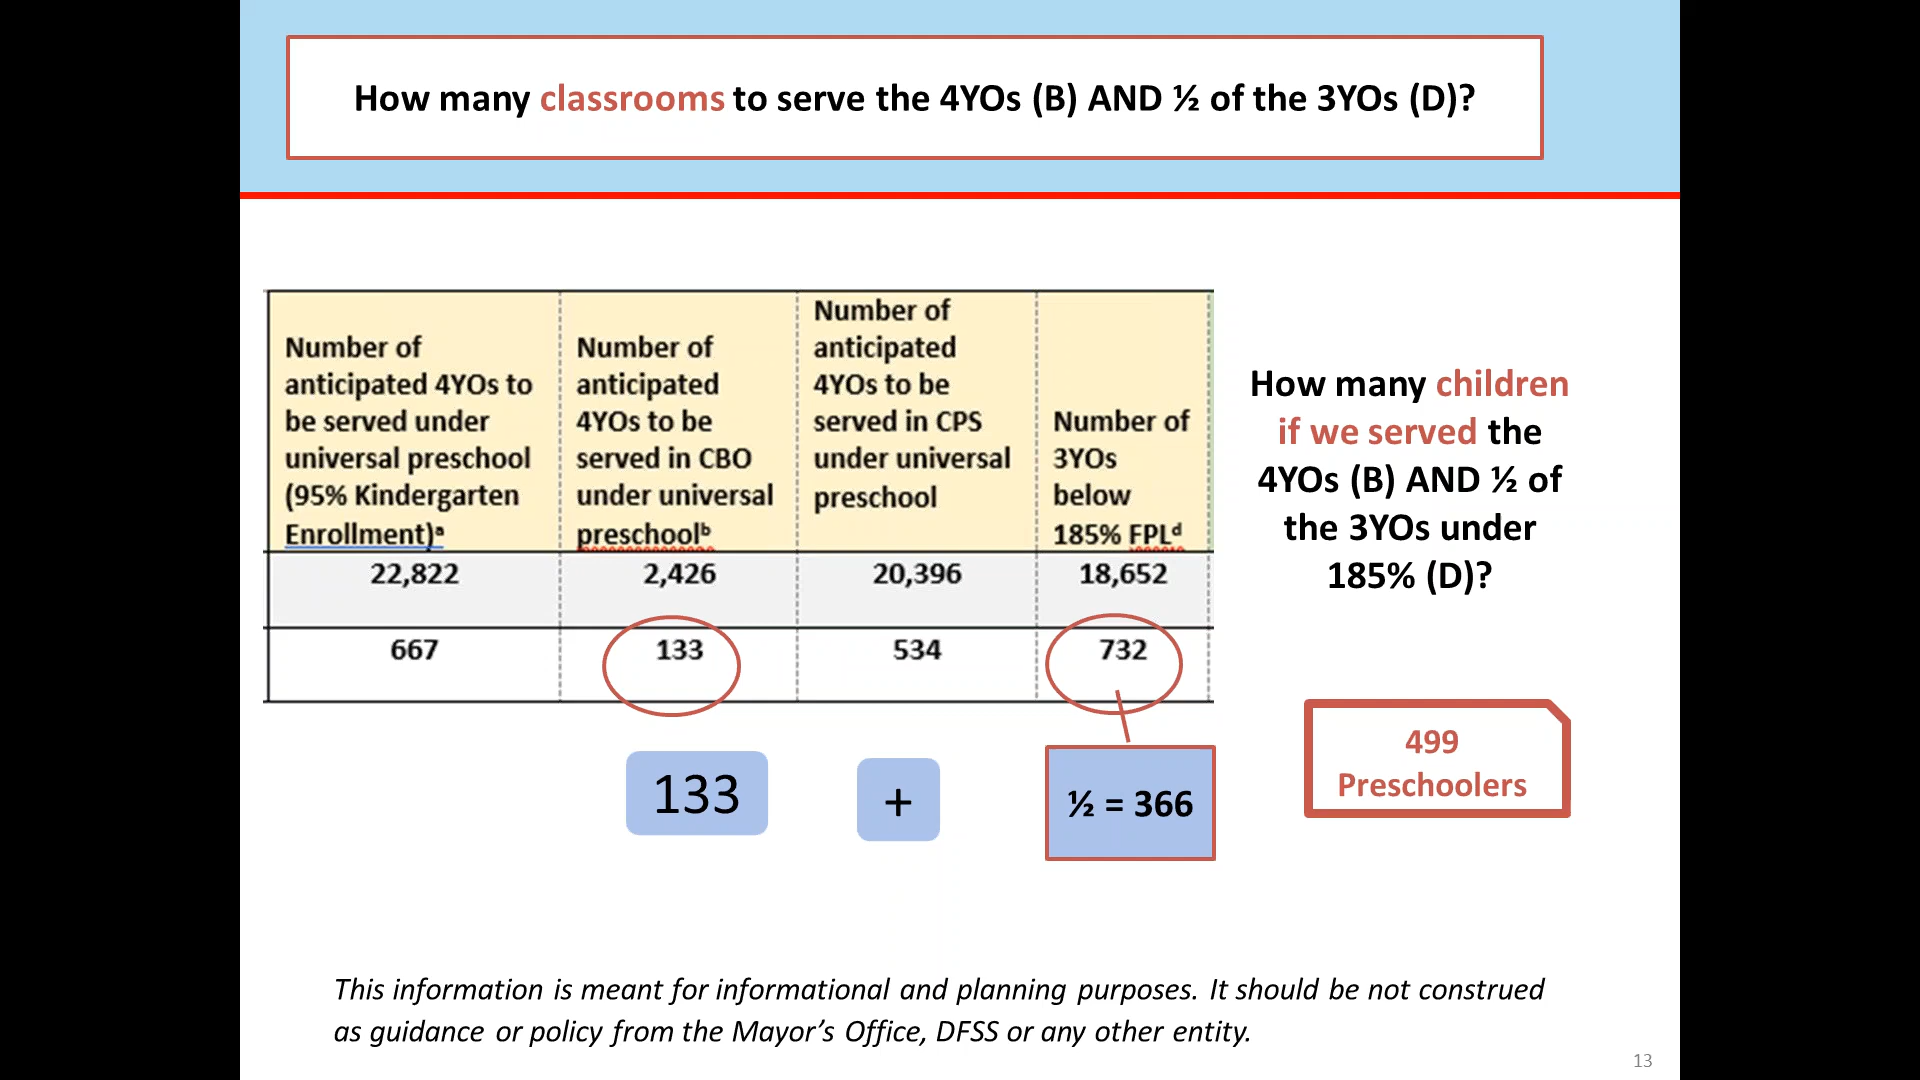 How many classrooms to serve the 4YOs (B) AND ½ of the 3YOs (D)?
Number of
anticipated 4YOs to
be served under
universal preschool
(95% Kindergarten
Enrollment)ᵃ
Number of
anticipated
4YOs to be
served in CBO
under universal
preschoolᵇ
Number of
anticipated
4YOs to be
served in CPS
under universal
preschool
Number of
3YOs
below
185% FPLᵈ
22,822 2,426 20,396 18,652
667 133 534 732
How many children
if we served the
4YOs (B) AND ½ of
the 3YOs under
185% (D)?
133 + ½ = 366
499
Preschoolers
This information is meant for informational and planning purposes. It should be not construed
as guidance or policy from the Mayor’s Office, DFSS or any other entity.
13